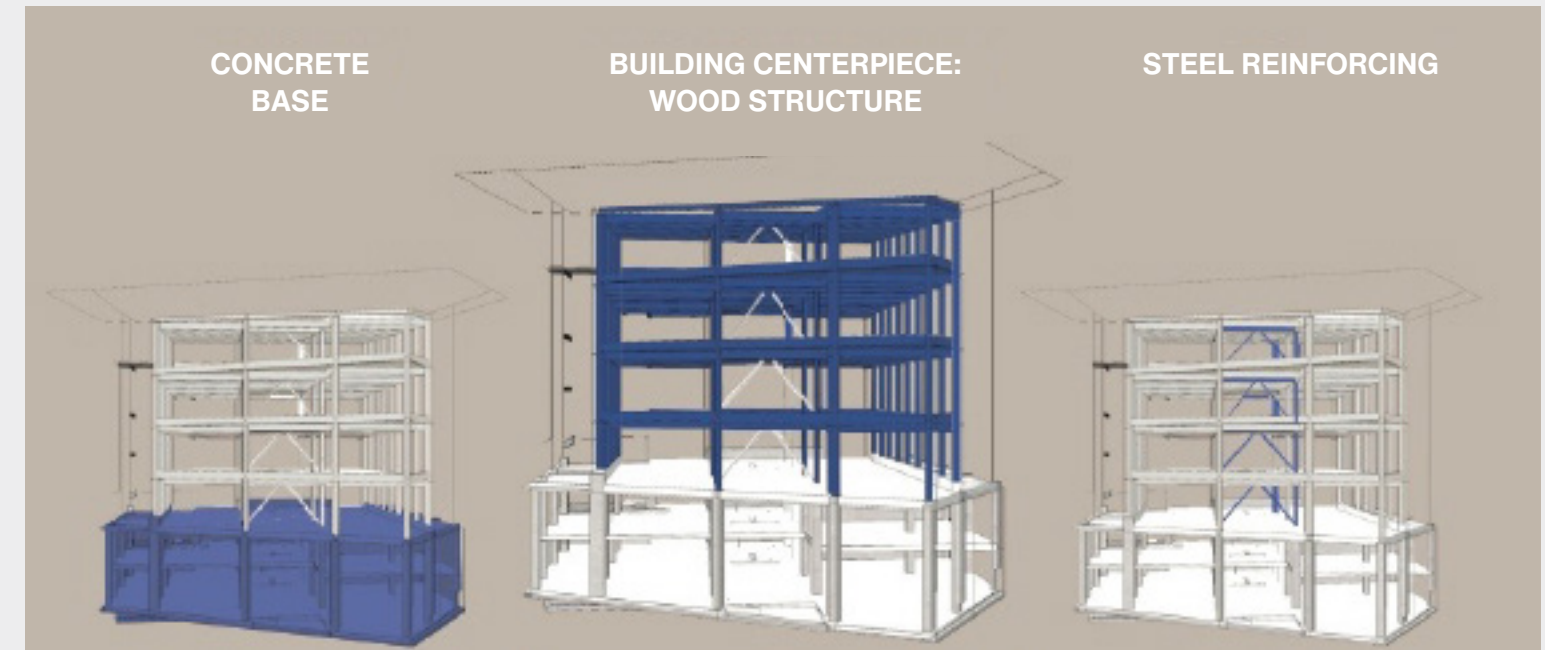 CONCRETE
BASE
BUILDING CENTERPIECE:
WOOD STRUCTURE
STEEL REINFORCING